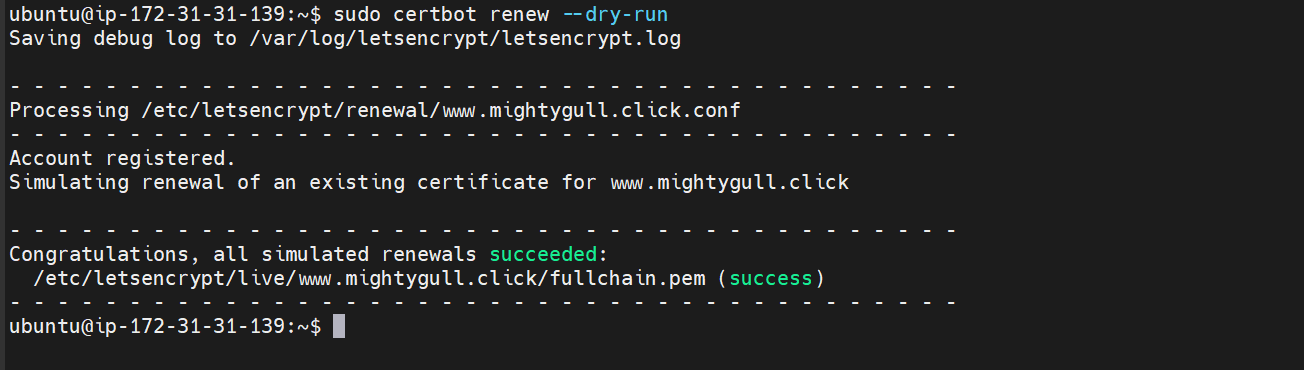 ubuntu@ip-172-31-31-139:~$ sudo certbot renew --dry-run
Saving debug log to /var/log/letsencrypt/letsencrypt.log
- - - - - - - - - - - - - - - - - - - - - - - - - - - - - - - - - - - - - - - -
Processing /etc/letsencrypt/renewal/www.mightygull.click.conf
- - - - - - - - - - - - - - - - - - - - - - - - - - - - - - - - - - - - - - - -
Account registered.
Simulating renewal of an existing certificate for www.mightygull.click
- - - - - - - - - - - - - - - - - - - - - - - - - - - - - - - - - - - - - - - -
Congratulations, all simulated renewals succeeded:
  /etc/letsencrypt/live/www.mightygull.click/fullchain.pem (success)
- - - - - - - - - - - - - - - - - - - - - - - - - - - - - - - - - - - - - - - -
ubuntu@ip-172-31-31-139:~$